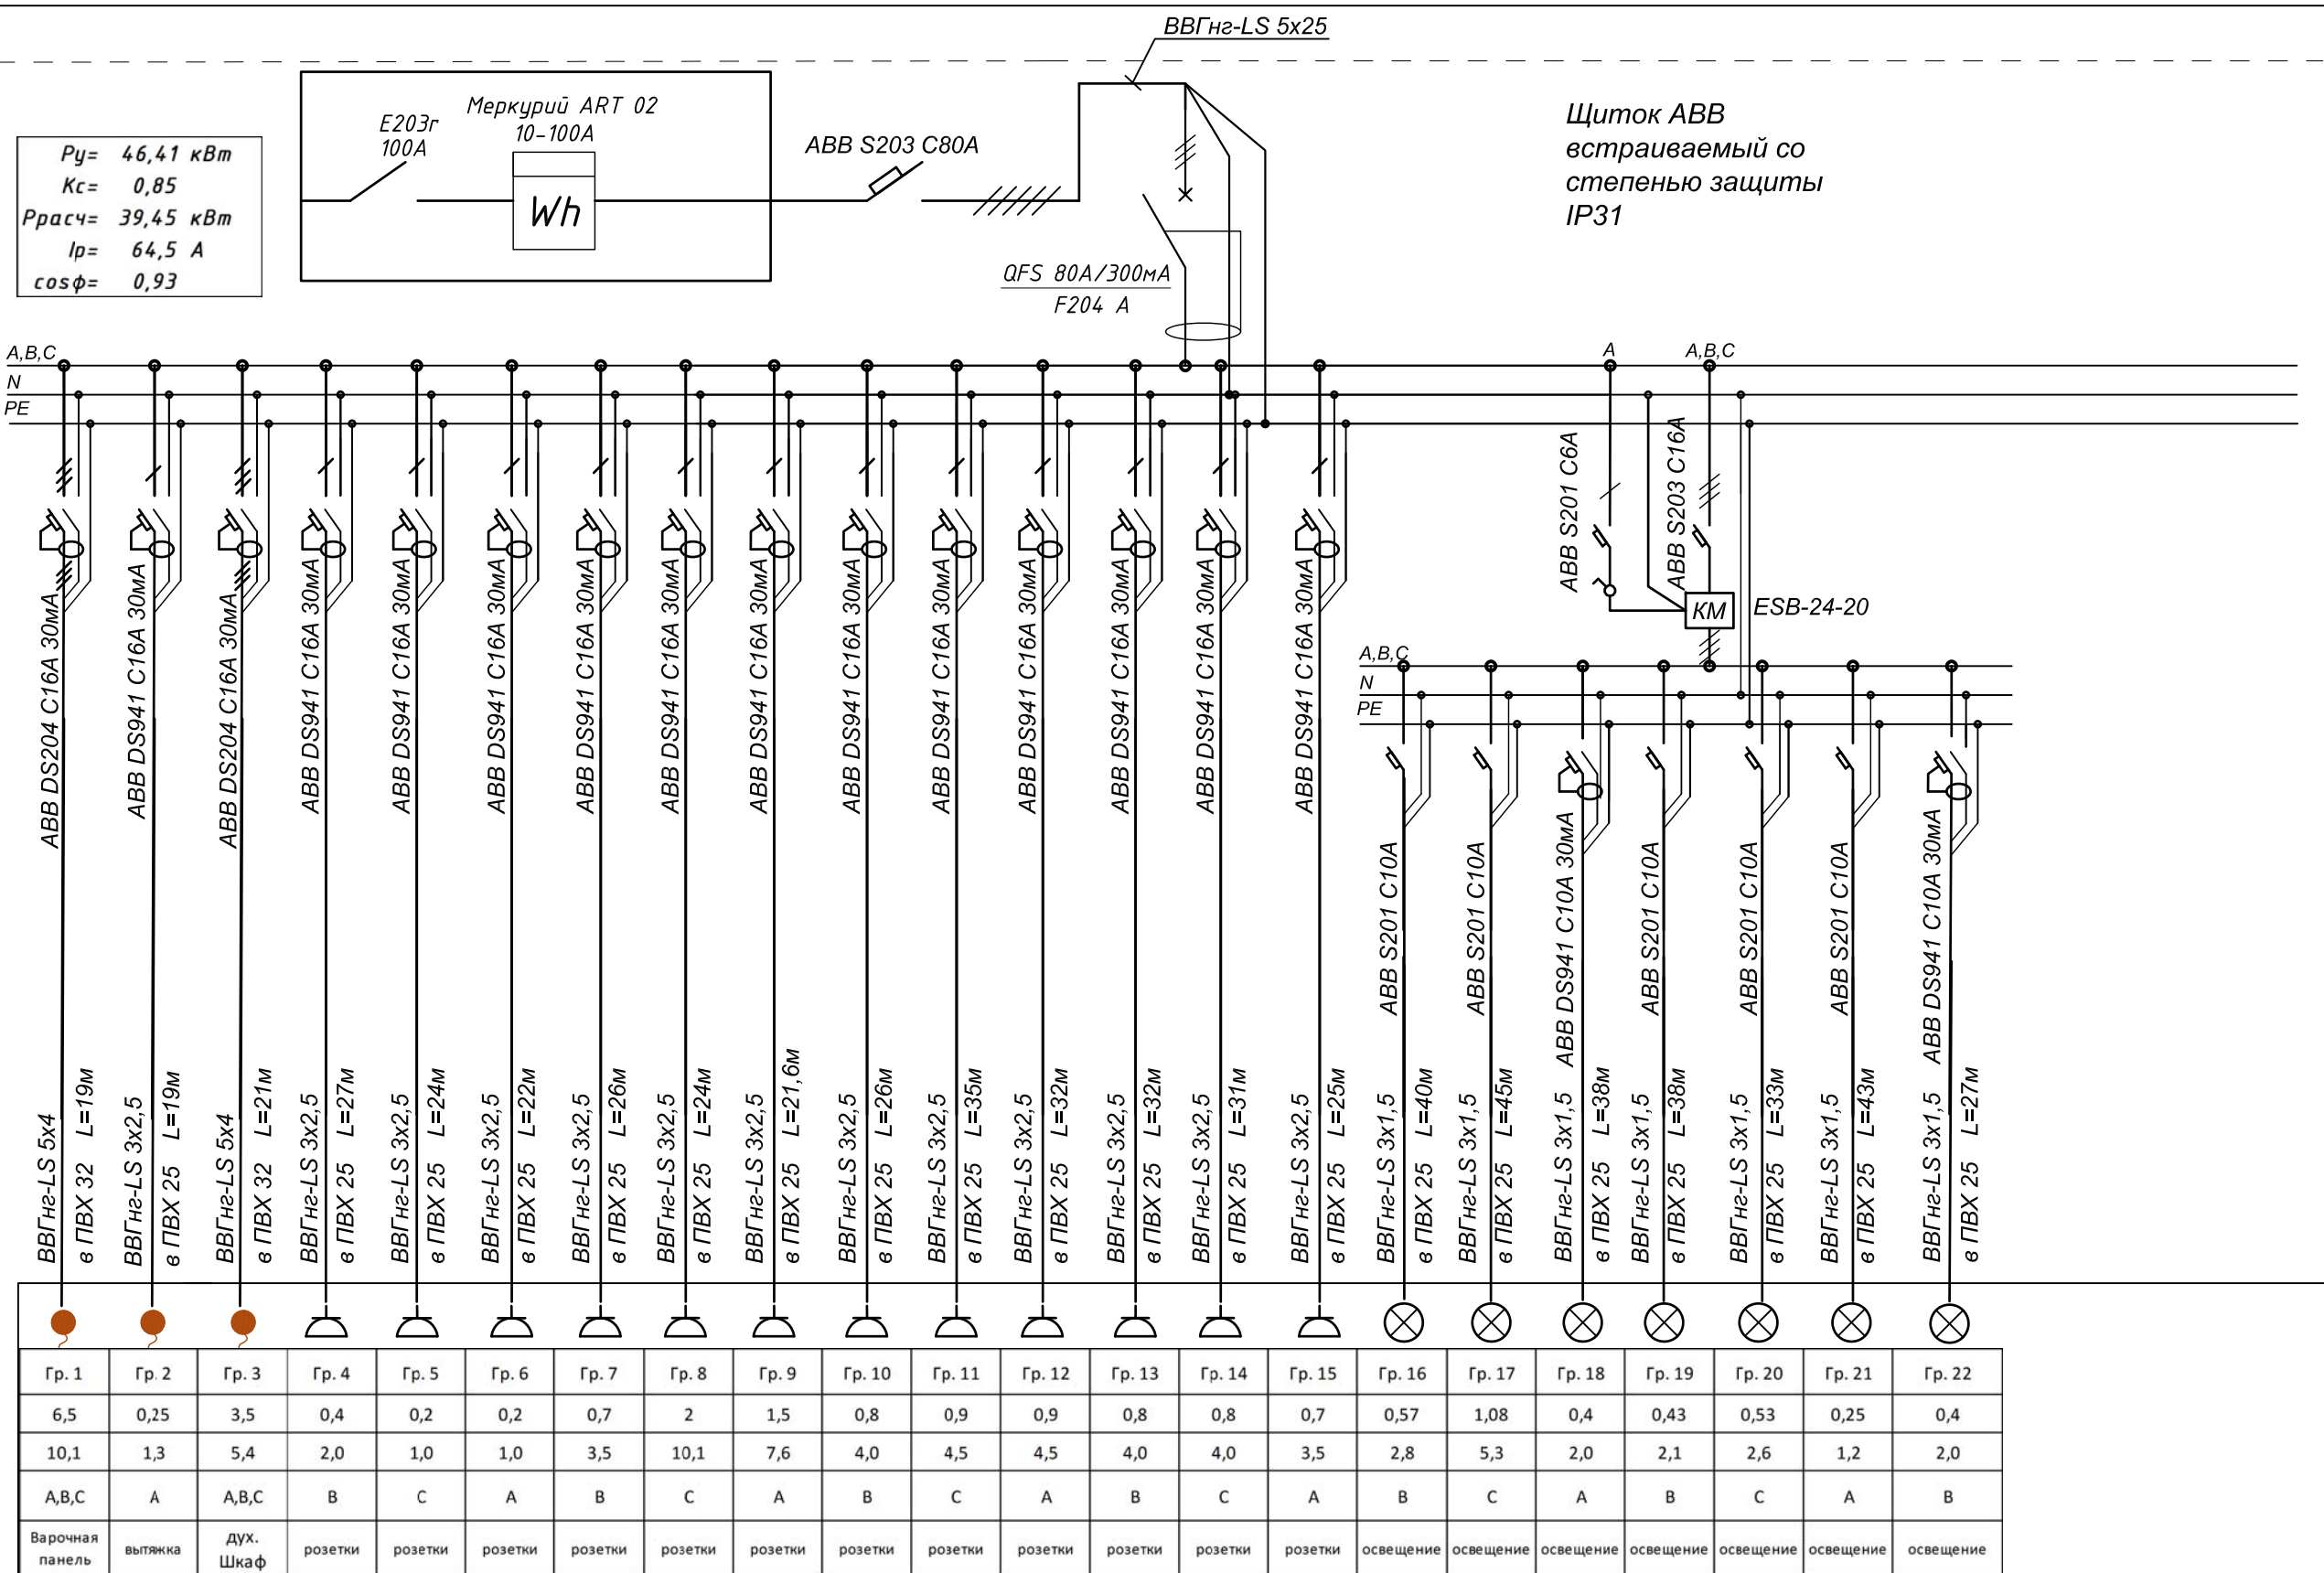 ВВГнг-LS 5х25
Ру= 46,41 кВт
Кс= 0,85
Ррасч= 39,45 кВт
Iр= 64,5 А
cosф= 0,93
Е203г
100А
Меркурий ART 02
10-100А
Wh
ABB S203 C80A
QFS 80А/300мА
F204 А
Щиток АВВ
встраиваемый со
степенью защиты
IP31
A,B,C
N
PE
A
A,B,C
ABB DS204 C16A 30мА
ABB DS941 C16A 30мА
ABB DS204 C16A 30мА
ABB DS941 C16A 30мА
ABB DS941 C16A 30мА
ABB DS941 C16A 30мА
ABB DS941 C16A 30мА
ABB DS941 C16A 30мА
ABB DS941 C16A 30мА
ABB DS941 C16A 30мА
ABB DS941 C16A 30мА
ABB DS941 C16A 30мА
ABB DS941 C16A 30мА
ABB DS941 C16A 30мА
ABB DS941 C16A 30мА
ABB S201 C6A
ABB S203 C16A
КМ
ESB-24-20
A,B,C
N
PE
ABB S201 C10A
ABB S201 C10A
ABB DS941 C10A 30мА
ABB S201 C10A
ABB S201 C10A
ABB S201 C10A
ABB DS941 C10A 30мА
ВВГнг-LS 5х4
в ПВХ 32 L=19м
ВВГнг-LS 3х2,5
в ПВХ 25 L=19м
ВВГнг-LS 5х4
в ПВХ 32 L=21м
ВВГнг-LS 3х2,5
в ПВХ 25 L=27м
ВВГнг-LS 3х2,5
в ПВХ 25 L=24м
ВВГнг-LS 3х2,5
в ПВХ 25 L=22м
ВВГнг-LS 3х2,5
в ПВХ 25 L=26м
ВВГнг-LS 3х2,5
в ПВХ 25 L=24м
ВВГнг-LS 3х2,5
в ПВХ 25 L=21,6м
ВВГнг-LS 3х2,5
в ПВХ 25 L=26м
ВВГнг-LS 3х2,5
в ПВХ 25 L=35м
ВВГнг-LS 3х2,5
в ПВХ 25 L=32м
ВВГнг-LS 3х2,5
в ПВХ 25 L=32м
ВВГнг-LS 3х2,5
в ПВХ 25 L=31м
ВВГнг-LS 3х2,5
в ПВХ 25 L=25м
ВВГнг-LS 3х1,5
в ПВХ 25 L=40м
ВВГнг-LS 3х1,5
в ПВХ 25 L=45м
ВВГнг-LS 3х1,5
в ПВХ 25 L=38м
ВВГнг-LS 3х1,5
в ПВХ 25 L=38м
ВВГнг-LS 3х1,5
в ПВХ 25 L=33м
ВВГнг-LS 3х1,5
в ПВХ 25 L=43м
ВВГнг-LS 3х1,5
в ПВХ 25 L=27м
Гр. 1 Гр. 2 Гр. 3 Гр. 4 Гр. 5 Гр. 6 Гр. 7 Гр. 8 Гр. 9 Гр. 10 Гр. 11 Гр. 12 Гр. 13 Гр. 14 Гр. 15 Гр. 16 Гр. 17 Гр. 18 Гр. 19 Гр. 20 Гр. 21 Гр. 22
6,5 0,25 3,5 0,4 0,2 0,2 0,7 2 1,5 0,8 0,9 0,9 0,8 0,8 0,7 0,57 1,08 0,4 0,43 0,53 0,25 0,4
10,1 1,3 5,4 2,0 1,0 1,0 3,5 10,1 7,6 4,0 4,5 4,5 4,0 4,0 3,5 2,8 5,3 2,0 2,1 2,6 1,2 2,0
А,В,С А А,В,С В С А В С А В С А В С А В С А В С А В
Варочная панель вытяжка дух. Шкаф розетки розетки розетки розетки розетки розетки розетки розетки розетки розетки розетки розетки освещение освещение освещение освещение освещение освещение освещение